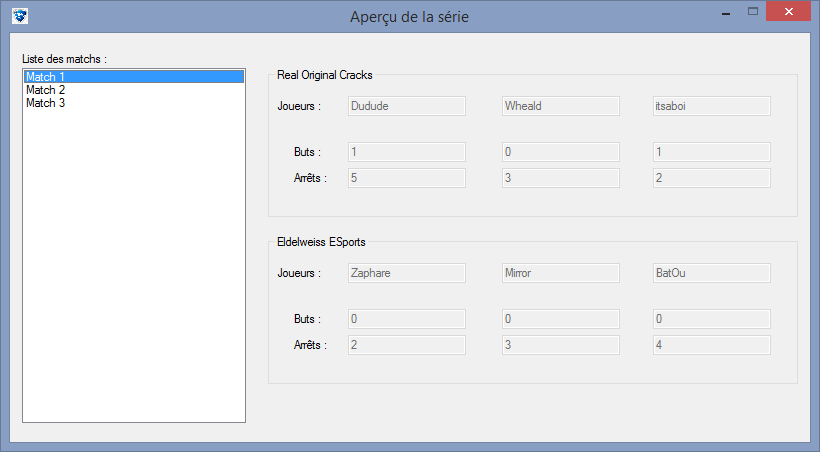 Aperçu de la série
Liste des matchs :
Match 1
Match 2
Match 3
Real Original Cracks
Joueurs : Dudude Wheald itsaboi
Buts : 1 0 1
Arrêts : 5 3 2
Eldelweiss ESports
Joueurs : Zaphare Mirror BatOu
Buts : 0 0 0
Arrêts : 2 3 4